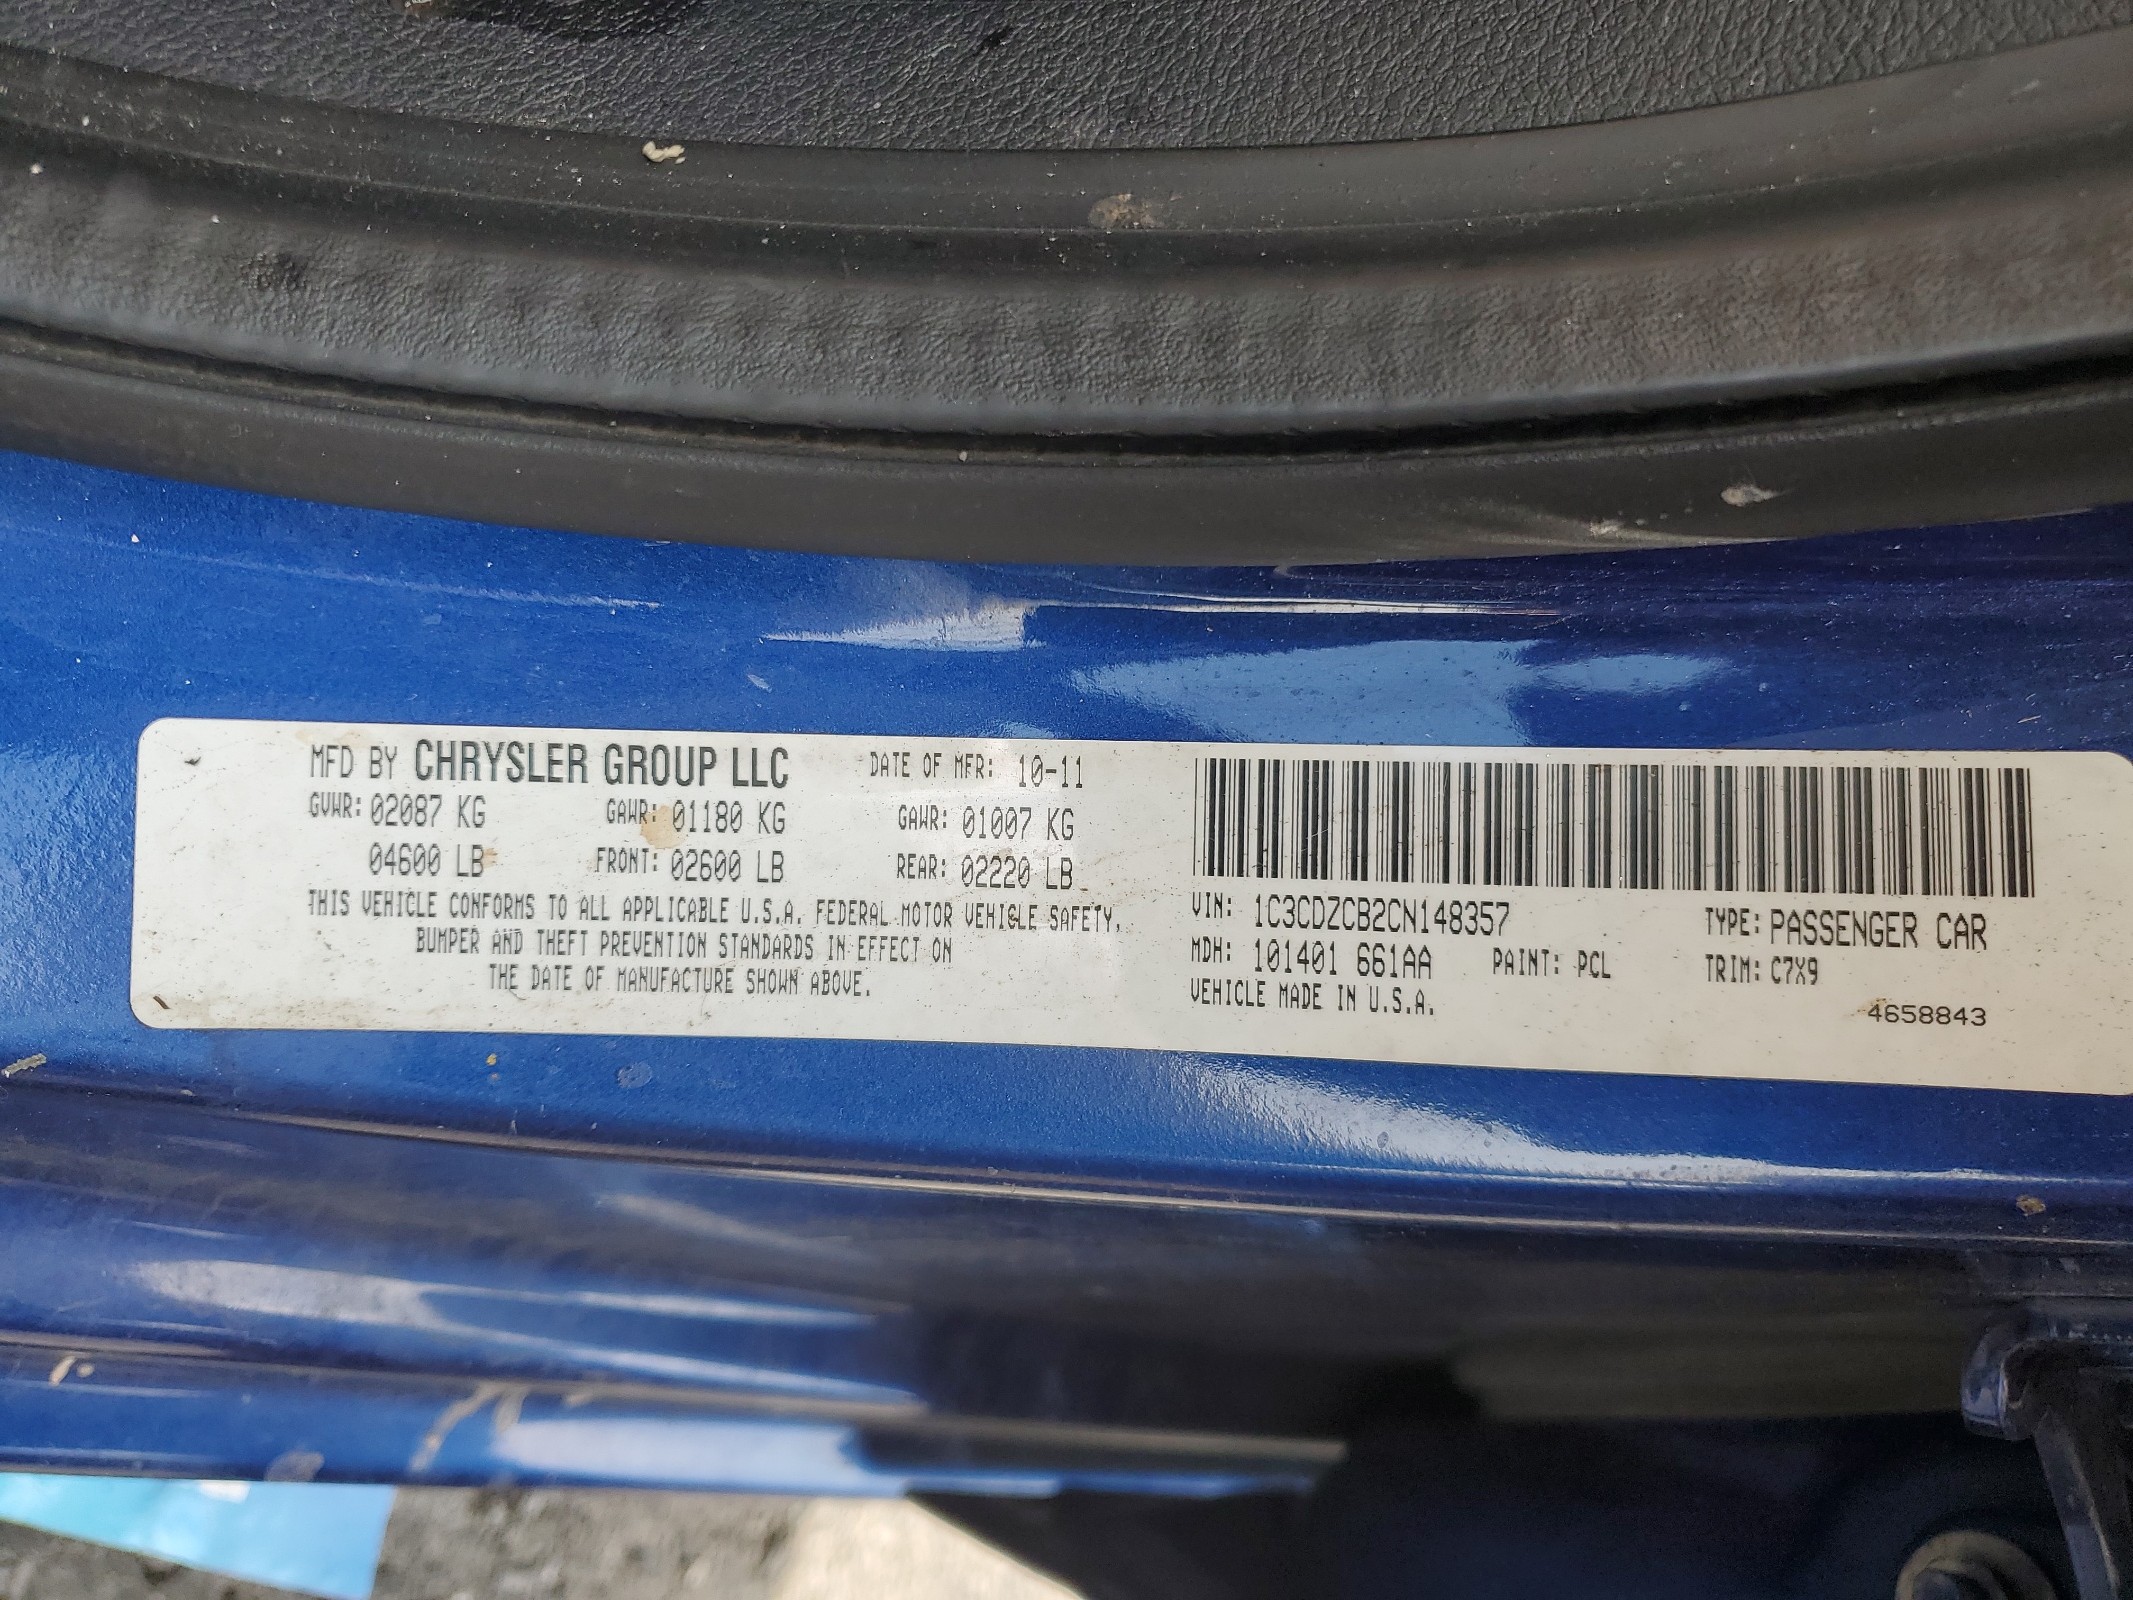 MFD BY CHRYSLER GROUP LLC DATE OF MFR: 10-11
GVWR: 02087 KG GAWR: 01180 KG GAWR: 01007 KG
04600 LB FRONT: 02600 LB REAR: 02220 LB
THIS VEHICLE CONFORMS TO ALL APPLICABLE U.S.A. FEDERAL MOTOR VEHICLE SAFETY,
BUMPER AND THEFT PREVENTION STANDARDS IN EFFECT ON
THE DATE OF MANUFACTURE SHOWN ABOVE.
VIN: 1C3CDZCB2CN148357 TYPE: PASSENGER CAR
MDH: 101401 661AA PAINT: PCL TRIM: C7X9
VEHICLE MADE IN U.S.A.
4658843